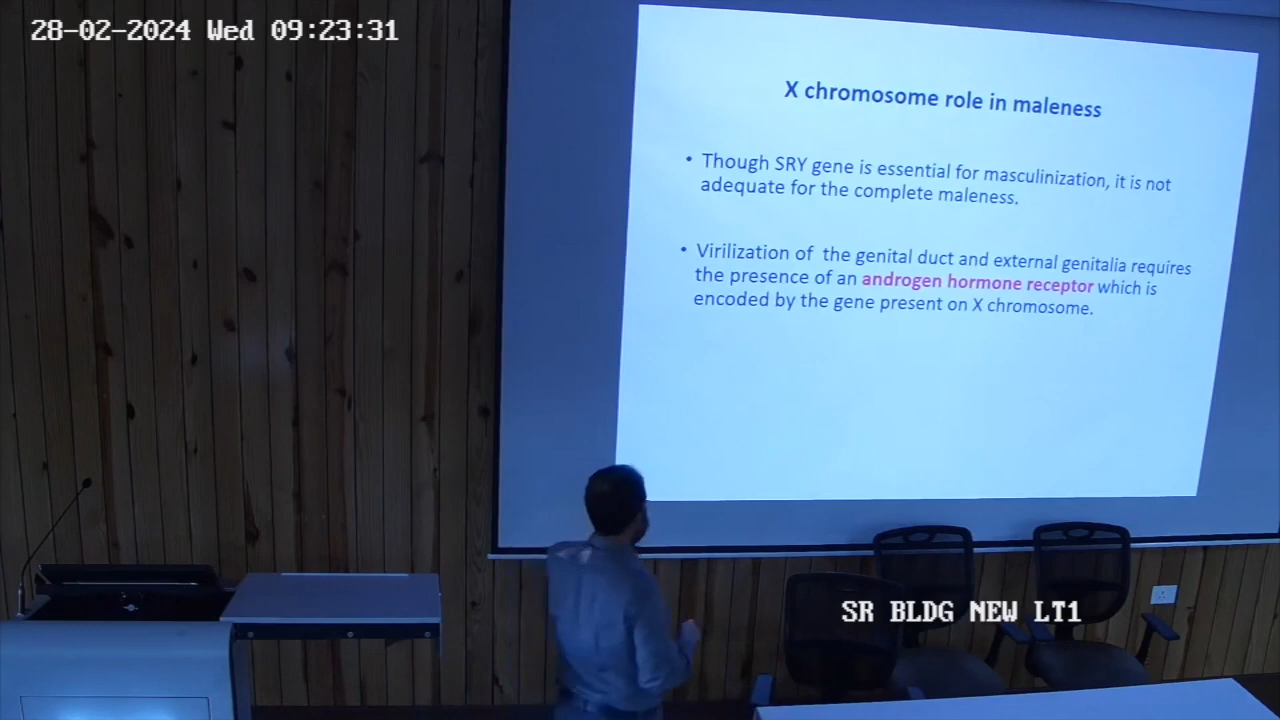 28-02-2024 Wed 09:23:31
X chromosome role in maleness
• Though SRY gene is essential for masculinization, it is not
adequate for the complete maleness.
• Virilization of the genital duct and external genitalia requires
the presence of an androgen hormone receptor which is
encoded by the gene present on X chromosome.
SR BLDG NEW LT1